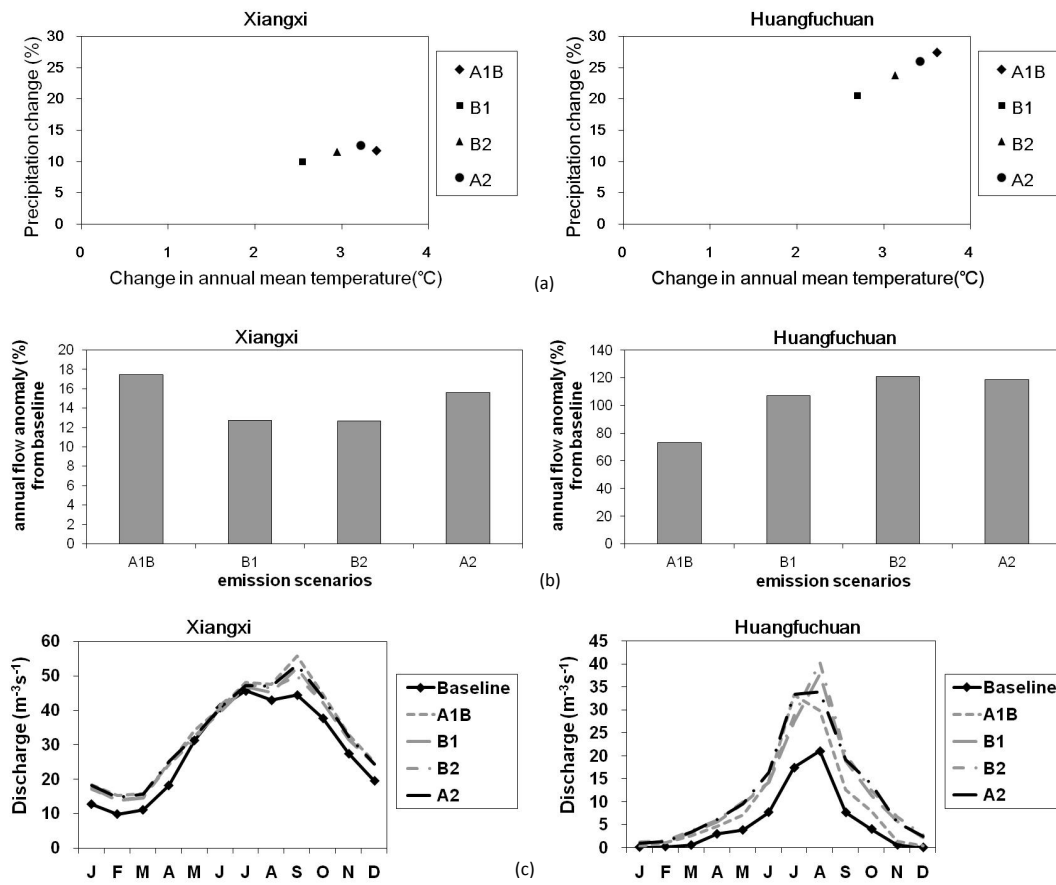 Xiangxi
Precipitation change (%)
30
25
20
15
10
5
0
0 1 2 3 4
Change in annual mean temperature(°C)
A1B
B1
B2
A2
Huangfuchuan
Precipitation change (%)
30
25
20
15
10
5
0
0 1 2 3 4
Change in annual mean temperature(°C)
A1B
B1
B2
A2
(a)
Xiangxi
annual flow anomaly (%)
from baseline
20
18
16
14
12
10
8
6
4
2
0
A1B B1 B2 A2
emission scenarios
Huangfuchuan
annual flow anomaly (%)
from baseline
140
120
100
80
60
40
20
0
A1B B1 B2 A2
emission scenarios
(b)
Xiangxi
Discharge (m⁻³s⁻¹)
60
50
40
30
20
10
0
J F M A M J J A S O N D
Baseline
A1B
B1
B2
A2
Huangfuchuan
Discharge (m⁻³s⁻¹)
45
40
35
30
25
20
15
10
5
0
J F M A M J J A S O N D
Baseline
A1B
B1
B2
A2
(c)